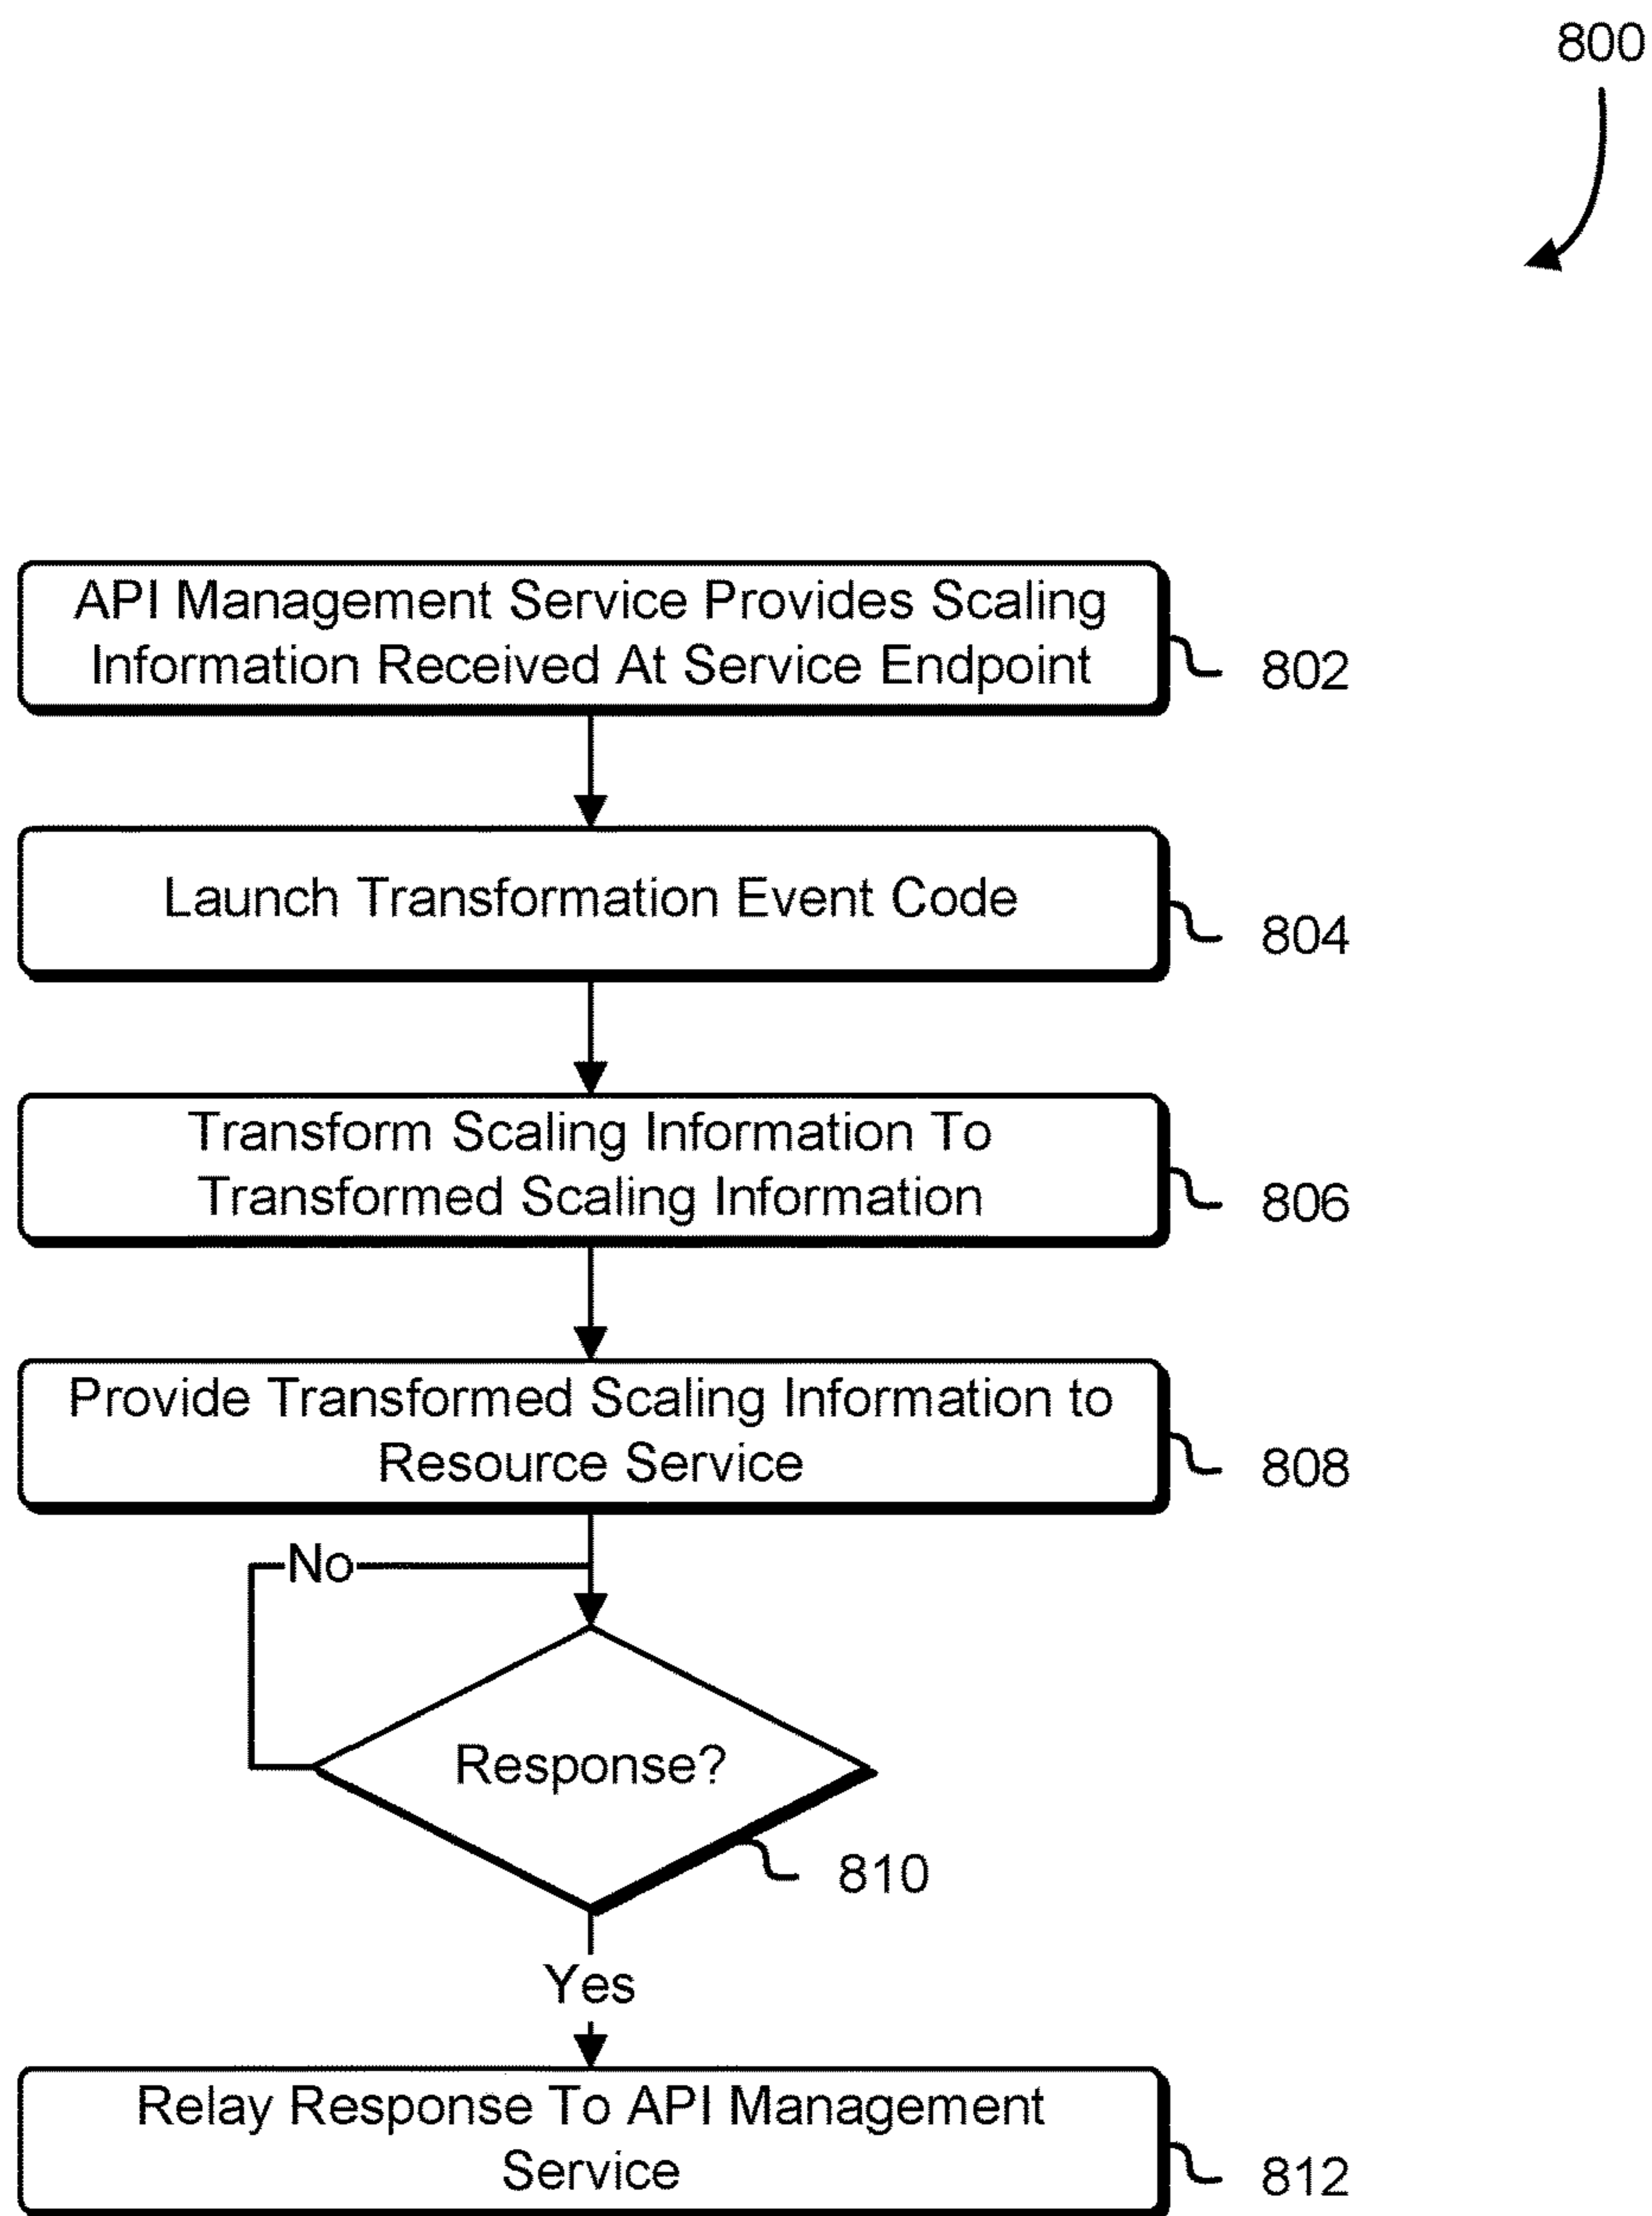 800
API Management Service Provides Scaling
Information Received At Service Endpoint
802
Launch Transformation Event Code
804
Transform Scaling Information To
Transformed Scaling Information
806
Provide Transformed Scaling Information to
Resource Service
808
No
Response?
810
Yes
Relay Response To API Management
Service
812